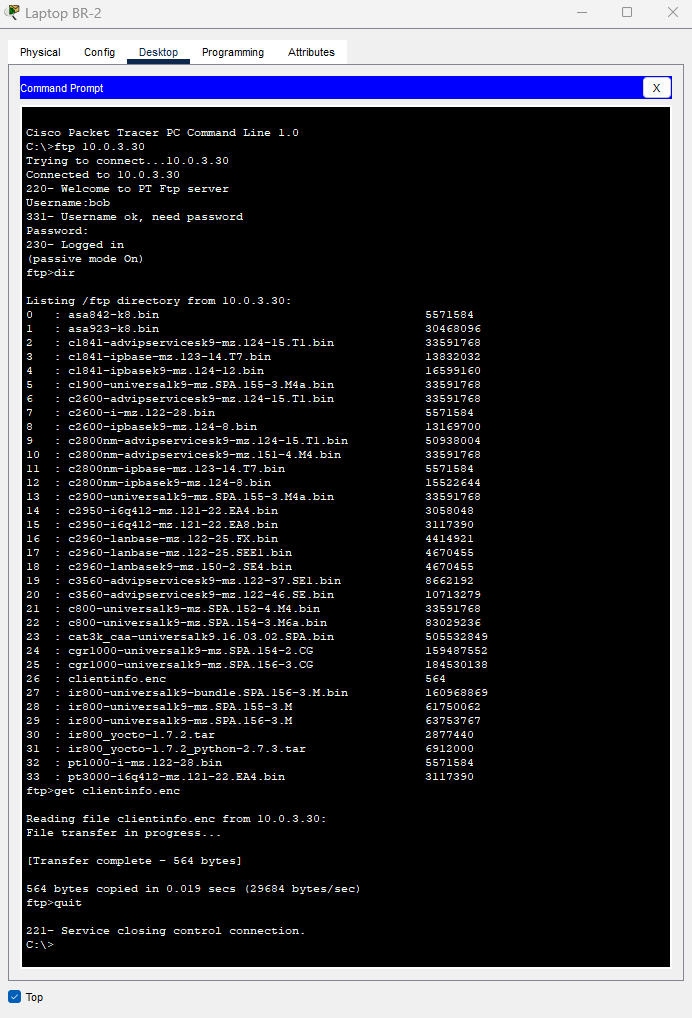 Laptop BR-2
Physical Config Desktop Programming Attributes
Command Prompt X
Cisco Packet Tracer PC Command Line 1.0
C:\>ftp 10.0.3.30
Trying to connect...10.0.3.30
Connected to 10.0.3.30
220- Welcome to PT Ftp server
Username:bob
331- Username ok, need password
Password:
230- Logged in
(passive mode On)
ftp>dir
Listing /ftp directory from 10.0.3.30:
0 : asa842-k8.bin 5571584
1 : asa923-k8.bin 30468096
2 : c1841-advipservicesk9-mz.124-15.T1.bin 33591768
3 : c1841-ipbase-mz.123-14.T7.bin 13832032
4 : c1841-ipbasek9-mz.124-12.bin 16599160
5 : c1900-universalk9-mz.SPA.155-3.M4a.bin 33591768
6 : c2600-advipservicesk9-mz.124-15.T1.bin 33591768
7 : c2600-i-mz.122-28.bin 5571584
8 : c2600-ipbasek9-mz.124-8.bin 13169700
9 : c2800nm-advipservicesk9-mz.124-15.T1.bin 50938004
10 : c2800nm-advipservicesk9-mz.151-4.M4.bin 33591768
11 : c2800nm-ipbase-mz.123-14.T7.bin 5571584
12 : c2800nm-ipbasek9-mz.124-8.bin 15522644
13 : c2900-universalk9-mz.SPA.155-3.M4a.bin 33591768
14 : c2950-i6q4l2-mz.121-22.EA4.bin 3058048
15 : c2950-i6q4l2-mz.121-22.EA8.bin 3117390
16 : c2960-lanbase-mz.122-25.FX.bin 4414921
17 : c2960-lanbase-mz.122-25.SEE1.bin 4670455
18 : c2960-lanbasek9-mz.150-2.SE4.bin 4670455
19 : c3560-advipservicesk9-mz.122-37.SE1.bin 8662192
20 : c3560-advipservicesk9-mz.122-46.SE.bin 10713279
21 : c800-universalk9-mz.SPA.152-4.M4.bin 33591768
22 : c800-universalk9-mz.SPA.154-3.M6a.bin 83029236
23 : cat3k_caa-universalk9.16.03.02.SPA.bin 505532849
24 : cgr1000-universalk9-mz.SPA.154-2.CG 159487552
25 : cgr1000-universalk9-mz.SPA.156-3.CG 184530138
26 : clientinfo.enc 564
27 : ir800-universalk9-bundle.SPA.156-3.M.bin 160968869
28 : ir800-universalk9-mz.SPA.155-3.M 61750062
29 : ir800-universalk9-mz.SPA.156-3.M 63753767
30 : ir800_yocto-1.7.2.tar 2877440
31 : ir800_yocto-1.7.2_python-2.7.3.tar 6912000
32 : pt1000-i-mz.122-28.bin 5571584
33 : pt3000-i6q4l2-mz.121-22.EA4.bin 3117390
ftp>get clientinfo.enc
Reading file clientinfo.enc from 10.0.3.30:
File transfer in progress...
[Transfer complete - 564 bytes]
564 bytes copied in 0.019 secs (29684 bytes/sec)
ftp>quit
221- Service closing control connection.
C:\>
Top